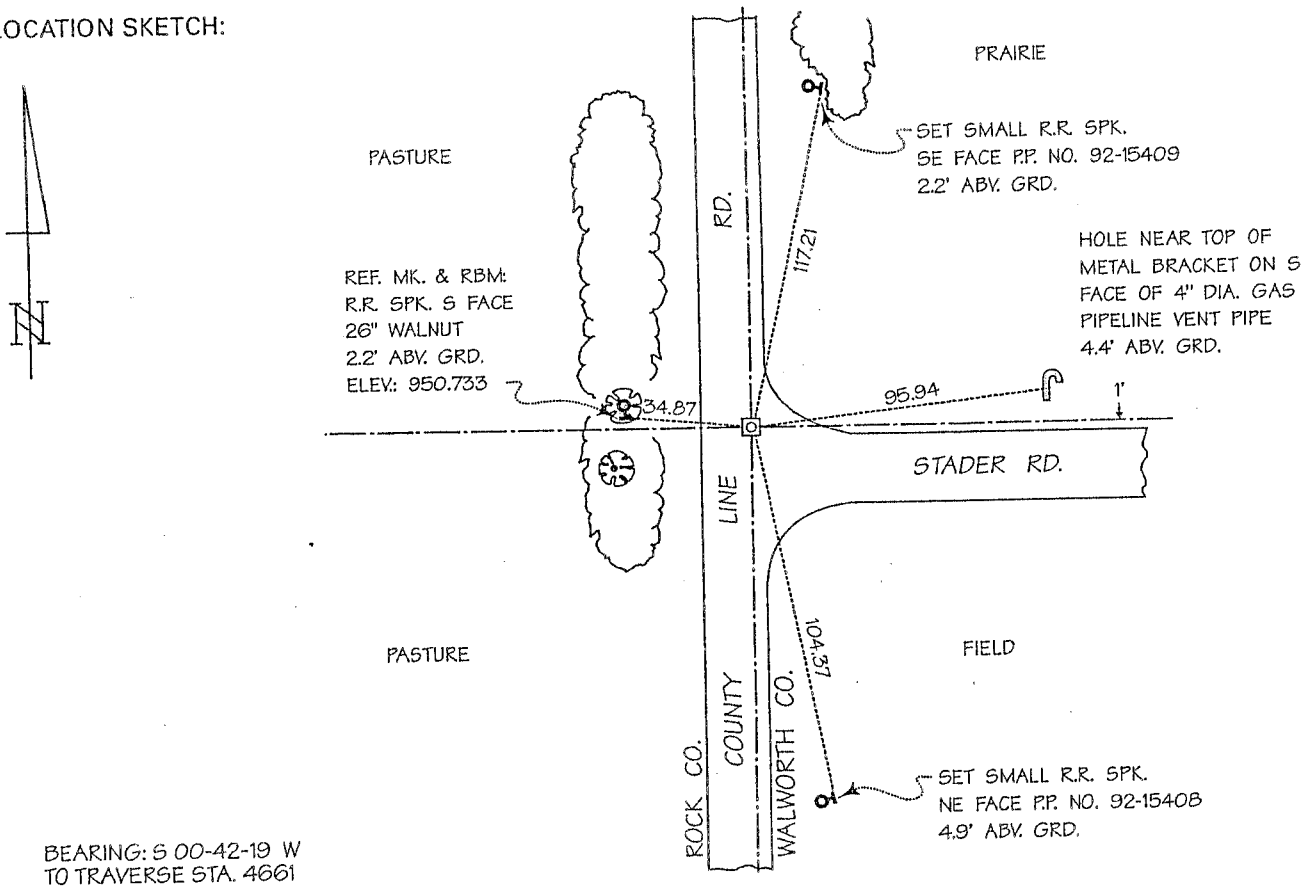 LOCATION SKETCH:
PRAIRIE
SET SMALL R.R. SPK.
SE FACE P.P. NO. 92-15409
2.2' ABV. GRD.
PASTURE
RD.
117.21
HOLE NEAR TOP OF
METAL BRACKET ON S
FACE OF 4" DIA. GAS
PIPELINE VENT PIPE
4.4' ABV. GRD.
REF. MK. & RBM:
R.R. SPK. S FACE
26" WALNUT
2.2' ABV. GRD.
ELEV.: 950.733
N
34.87
95.94
1'
STADER RD.
LINE
104.37
PASTURE
FIELD
COUNTY
ROCK CO.
WALWORTH CO.
SET SMALL R.R. SPK.
NE FACE P.P. NO. 92-15408
4.9' ABV. GRD.
BEARING: S 00-42-19 W
TO TRAVERSE STA. 4661